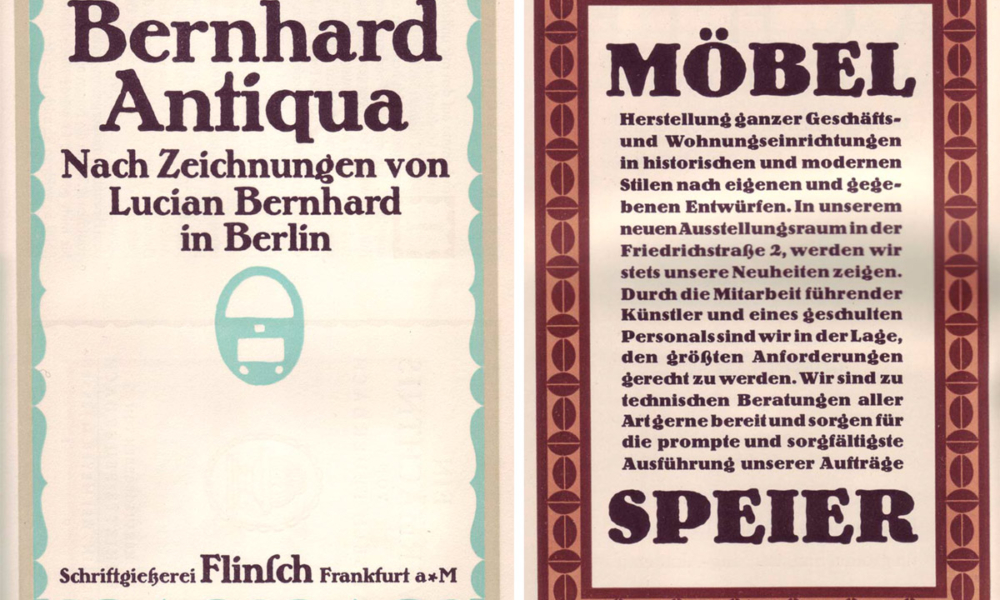 Bernhard
Antiqua
Nach Zeichnungen von
Lucian Bernhard
in Berlin
Schriftgießerei Flinſch Frankfurt a*M
MÖBEL
Herstellung ganzer Geschäfts-
und Wohnungseinrichtungen
in historischen und modernen
Stilen nach eigenen und gege-
benen Entwürfen. In unserem
neuen Ausstellungsraum in der
Friedrichstraße 2, werden wir
stets unsere Neuheiten zeigen.
Durch die Mitarbeit führender
Künstler und eines geschulten
Personals sind wir in der Lage,
den größten Anforderungen
gerecht zu werden. Wir sind zu
technischen Beratungen aller
Art gerne bereit und sorgen für
die prompte und sorgfältigste
Ausführung unserer Aufträge
SPEIER